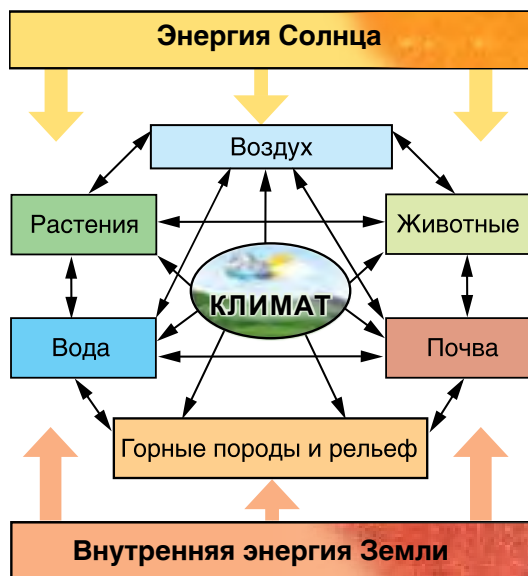 Энергия Солнца
Воздух
Растения
Животные
КЛИМАТ
Вода
Почва
Горные породы и рельеф
Внутренняя энергия Земли